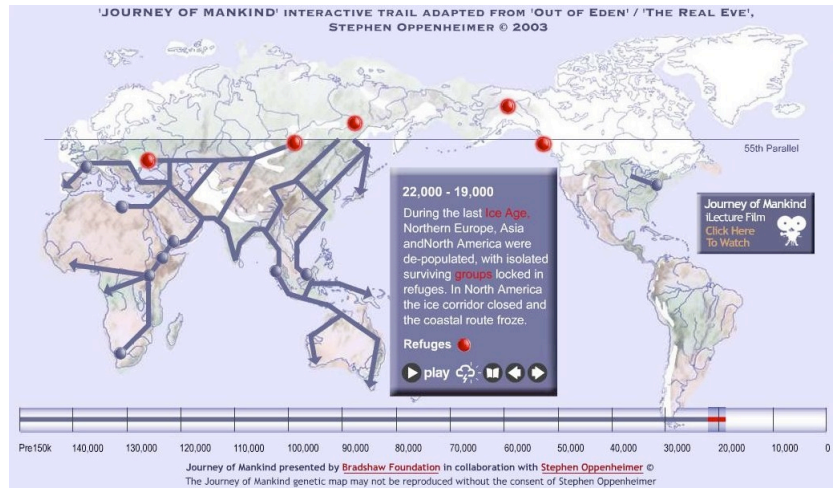 'JOURNEY OF MANKIND' INTERACTIVE TRAIL ADAPTED FROM 'OUT OF EDEN' / 'THE REAL EVE',
STEPHEN OPPENHEIMER © 2003
55th Parallel
22,000 - 19,000
During the last Ice Age,
Northern Europe, Asia
andNorth America were
de-populated, with isolated
surviving groups locked in
refuges. In North America
the ice corridor closed and
the coastal route froze.
Refuges
play
Journey of Mankind
iLecture Film
Click Here
To Watch
Pre150k 140,000 130,000 120,000 110,000 100,000 90,000 80,000 70,000 60,000 50,000 40,000 30,000 20,000 10,000 0
Journey of Mankind presented by Bradshaw Foundation in collaboration with Stephen Oppenheimer ©
The Journey of Mankind genetic map may not be reproduced without the consent of Stephen Oppenheimer